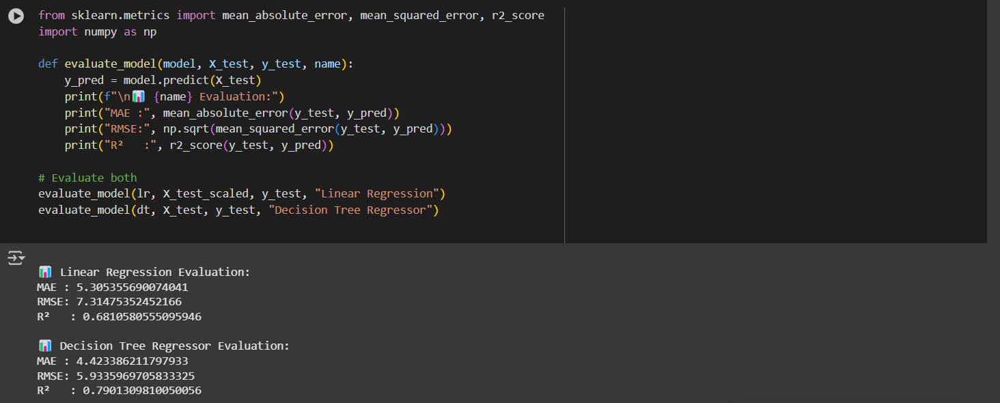 from sklearn.metrics import mean_absolute_error, mean_squared_error, r2_score
import numpy as np
def evaluate_model(model, X_test, y_test, name):
    y_pred = model.predict(X_test)
    print(f"\n📊 {name} Evaluation:")
    print("MAE :", mean_absolute_error(y_test, y_pred))
    print("RMSE:", np.sqrt(mean_squared_error(y_test, y_pred)))
    print("R²   :", r2_score(y_test, y_pred))
# Evaluate both
evaluate_model(lr, X_test_scaled, y_test, "Linear Regression")
evaluate_model(dt, X_test, y_test, "Decision Tree Regressor")
📊 Linear Regression Evaluation:
MAE : 5.305355690074041
RMSE: 7.31475352452166
R²   : 0.6810580555095946
📊 Decision Tree Regressor Evaluation:
MAE : 4.423386211797933
RMSE: 5.9335969705833325
R²   : 0.7901309810050056